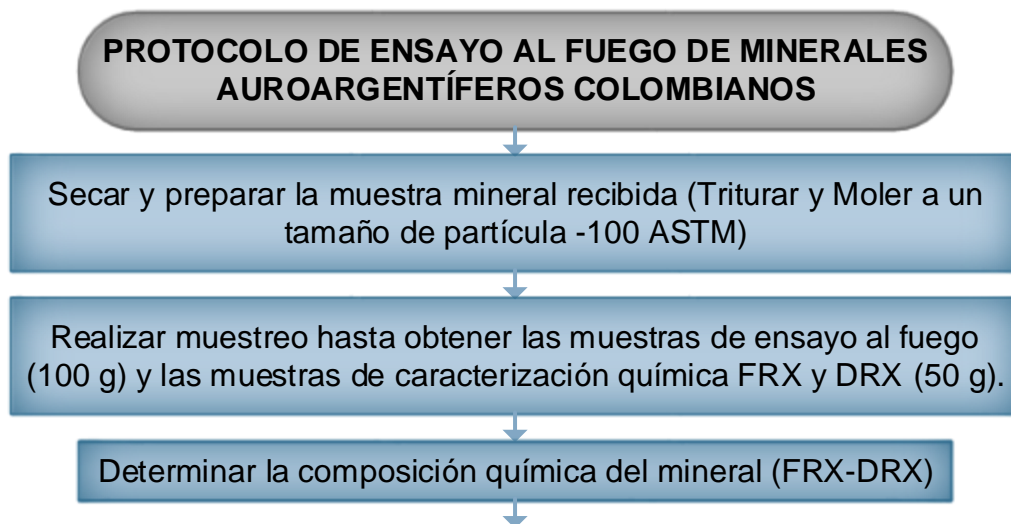 PROTOCOLO DE ENSAYO AL FUEGO DE MINERALES
AUROARGENTÍFEROS COLOMBIANOS
Secar y preparar la muestra mineral recibida (Triturar y Moler a un
tamaño de partícula -100 ASTM)
Realizar muestreo hasta obtener las muestras de ensayo al fuego
(100 g) y las muestras de caracterización química FRX y DRX (50 g).
Determinar la composición química del mineral (FRX-DRX)